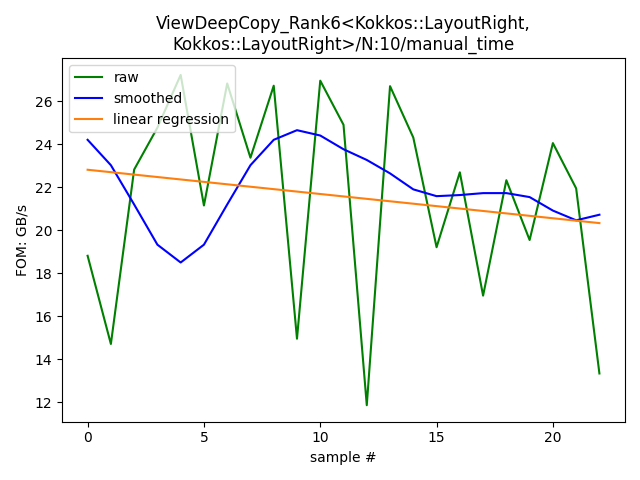 ViewDeepCopy_Rank6<Kokkos::LayoutRight,
Kokkos::LayoutRight>/N:10/manual_time
raw
smoothed
linear regression
FOM: GB/s
26
24
22
20
18
16
14
12
0
5
10
15
20
sample #